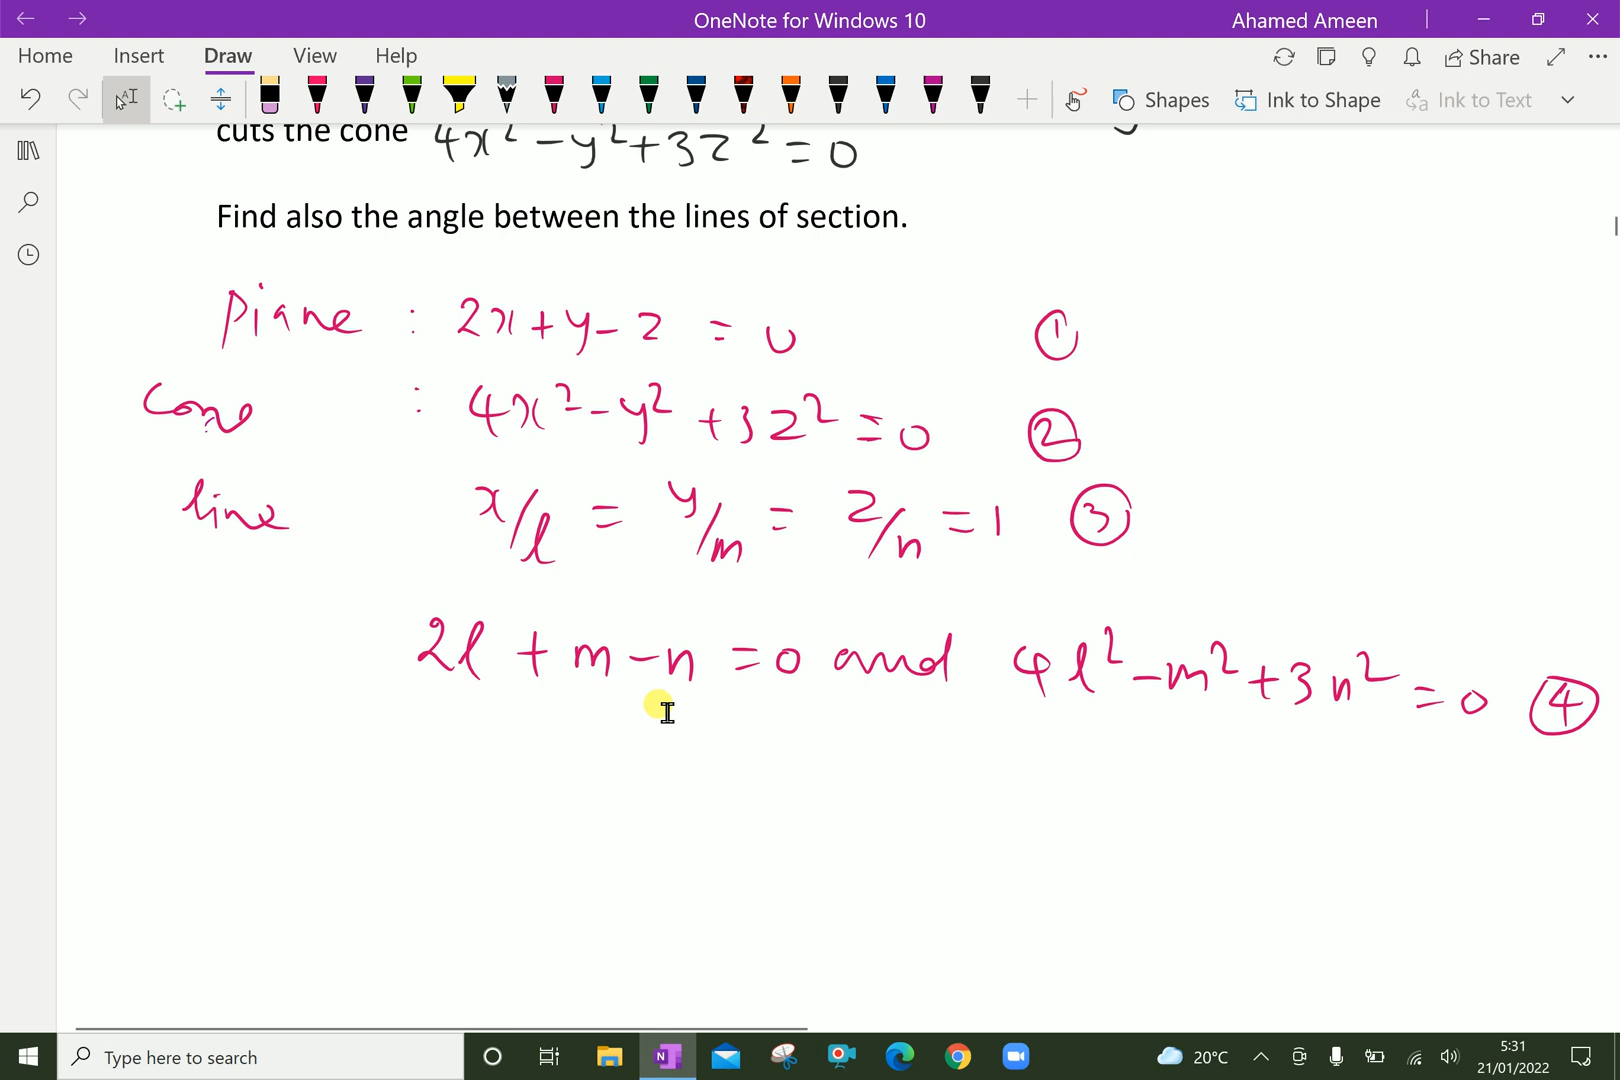 OneNote for Windows 10
Ahamed Ameen
Home Insert Draw View Help
Share
Shapes Ink to Shape Ink to Text
cuts the cone 4x² - y² + 3z² = 0
Find also the angle between the lines of section.
Plane : 2x + y - z = 0 ①
Cone : 4x² - y² + 3z² = 0 ②
line x/l = y/m = z/n = 1 ③
2l + m - n = 0 and 4l² - m² + 3n² = 0 ④
Type here to search
20°C
5:31
21/01/2022